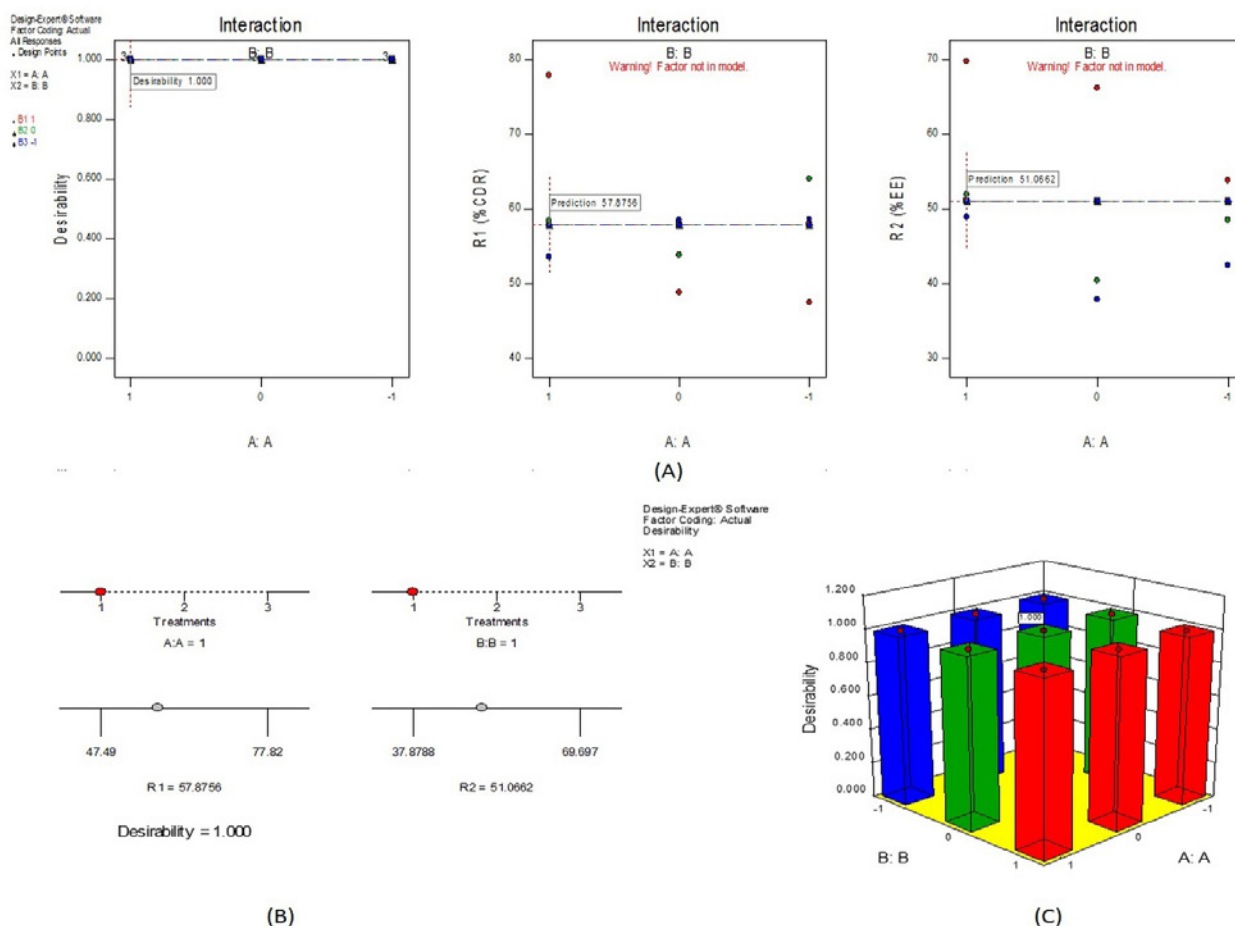 Design-Expert® Software
Factor Coding: Actual
All Responses
Design Points
X1 = A: A
X2 = B: B
B1 1
B2 0
B3 -1
Interaction
B: B
Desirability 1.000
3
3
1.000
0.800
0.600
0.400
0.200
0.000
Desirability
1
0
-1
A: A
Interaction
B: B
Warning! Factor not in model.
Prediction 57.8756
80
70
60
50
40
R1 (%CDR)
1
0
-1
A: A
Interaction
B: B
Warning! Factor not in model.
Prediction 51.0662
70
60
50
40
30
R2 (%EE)
1
0
-1
A: A
(A)
1 2 3
Treatments
A:A = 1
1 2 3
Treatments
B:B = 1
47.49 77.82
R1 = 57.8756
37.8788 69.697
R2 = 51.0662
Desirability = 1.000
(B)
Design-Expert® Software
Factor Coding: Actual
Desirability
X1 = A: A
X2 = B: B
1.200
1.000
0.800
0.600
0.400
0.200
0.000
Desirability
1.000
-1
0
1
B: B
1
0
-1
A: A
(C)